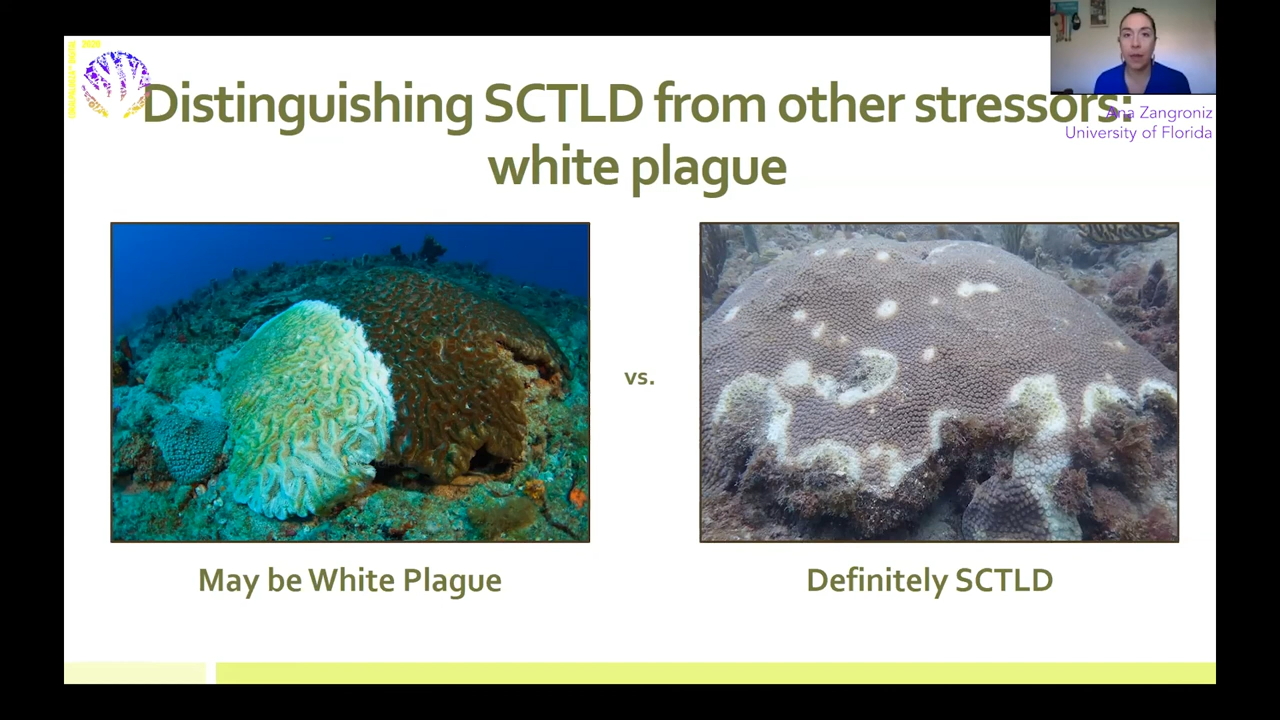 2020
Distinguishing SCTLD from other stressors:
white plague
Ana Zangroniz
University of Florida
vs.
May be White Plague
Definitely SCTLD